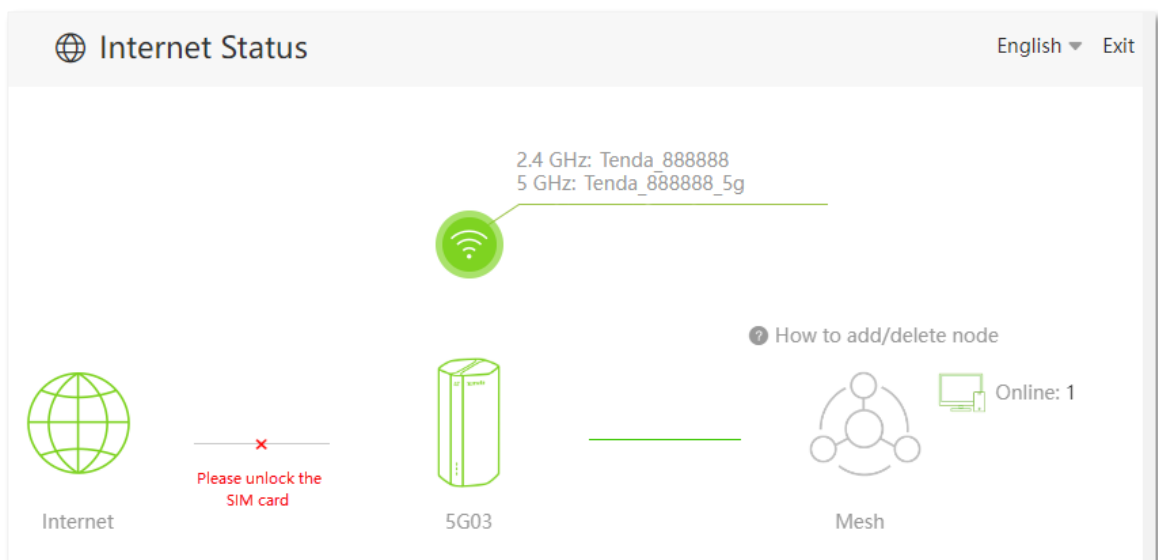 Internet Status
English
Exit
2.4 GHz: Tenda_888888
5 GHz: Tenda_888888_5g
How to add/delete node
Online: 1
Please unlock the
SIM card
Internet
5G03
Mesh